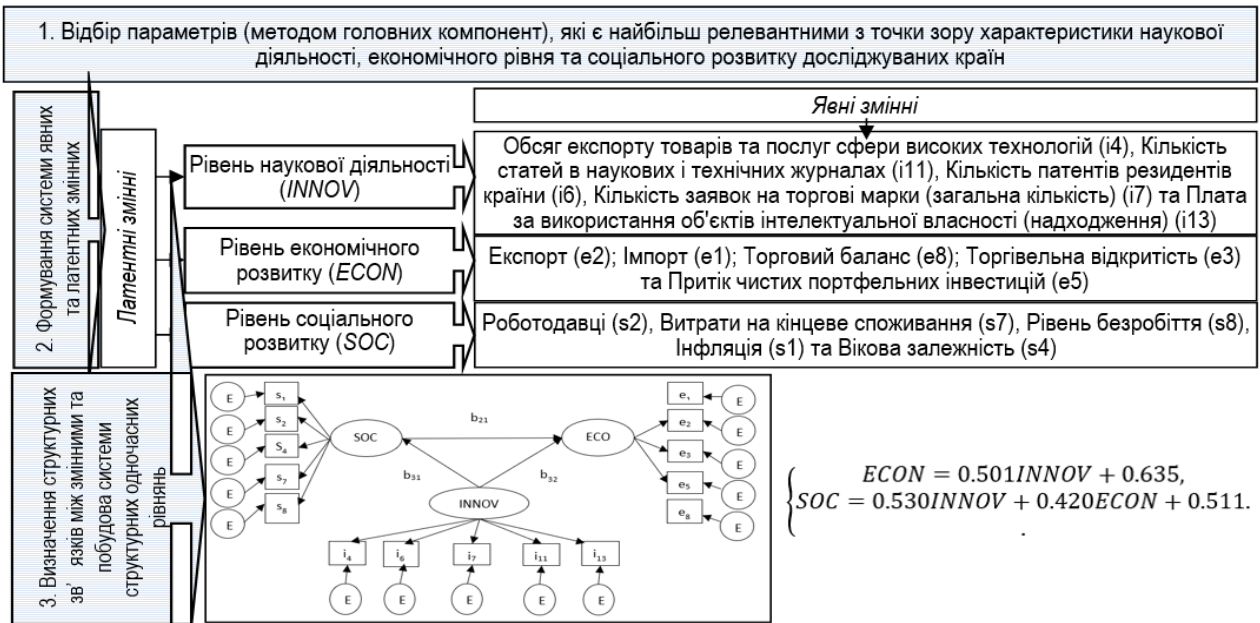 1. Відбір параметрів (методом головних компонент), які є найбільш релевантними з точки зору характеристики наукової
діяльності, економічного рівня та соціального розвитку досліджуваних країн
2. Формування системи явних
та латентних змінних
Латентні змінні
Явні змінні
Рівень наукової діяльності
(INNOV)
Обсяг експорту товарів та послуг сфери високих технологій (i4), Кількість
статей в наукових і технічних журналах (i11), Кількість патентів резидентів
країни (i6), Кількість заявок на торгові марки (загальна кількість) (i7) та Плата
за використання об'єктів інтелектуальної власності (надходження) (i13)
Рівень економічного
розвитку (ECON)
Експорт (e2); Імпорт (e1); Торговий баланс (e8); Торгівельна відкритість (e3)
та Притік чистих портфельних інвестицій (e5)
Рівень соціального
розвитку (SOC)
Роботодавці (s2), Витрати на кінцеве споживання (s7), Рівень безробіття (s8),
Інфляція (s1) та Вікова залежність (s4)
3. Визначення структурних
зв' язків між змінними та
побудова системи
структурних одночасних
рівнянь
E s₁ e₁ E
E s₂ e₂ E
E S₄ e₃ E
E s₇ e₅ E
E s₈ e₈ E
SOC b₂₁ ECO
b₃₁ b₃₂
INNOV
i₄ i₆ i₇ i₁₁ i₁₃
E E E E E
{ECON = 0.501INNOV + 0.635,
SOC = 0.530INNOV + 0.420ECON + 0.511.
.